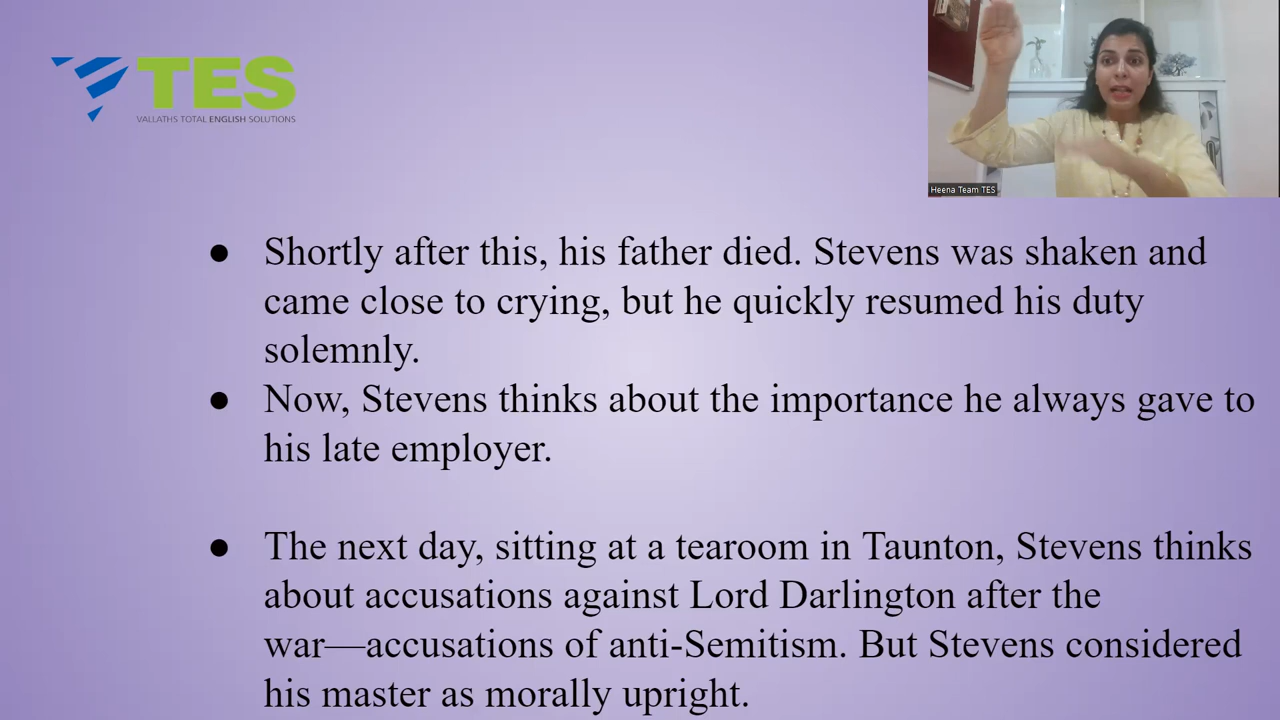 TES
VALLATHS TOTAL ENGLISH SOLUTIONS
Heena Team TES
● Shortly after this, his father died. Stevens was shaken and
came close to crying, but he quickly resumed his duty
solemnly.
● Now, Stevens thinks about the importance he always gave to
his late employer.
● The next day, sitting at a tearoom in Taunton, Stevens thinks
about accusations against Lord Darlington after the
war—accusations of anti-Semitism. But Stevens considered
his master as morally upright.